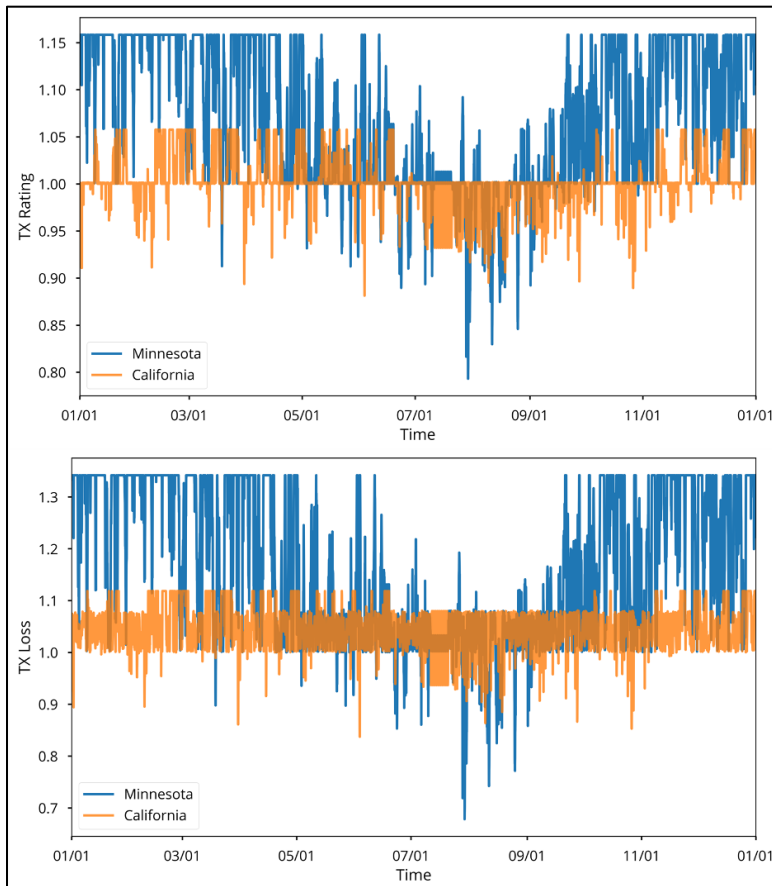 TX Rating
1.15
1.10
1.05
1.00
0.95
0.90
0.85
0.80
Minnesota
California
01/01 03/01 05/01 07/01 09/01 11/01 01/01
Time
TX Loss
1.3
1.2
1.1
1.0
0.9
0.8
0.7
Minnesota
California
01/01 03/01 05/01 07/01 09/01 11/01 01/01
Time